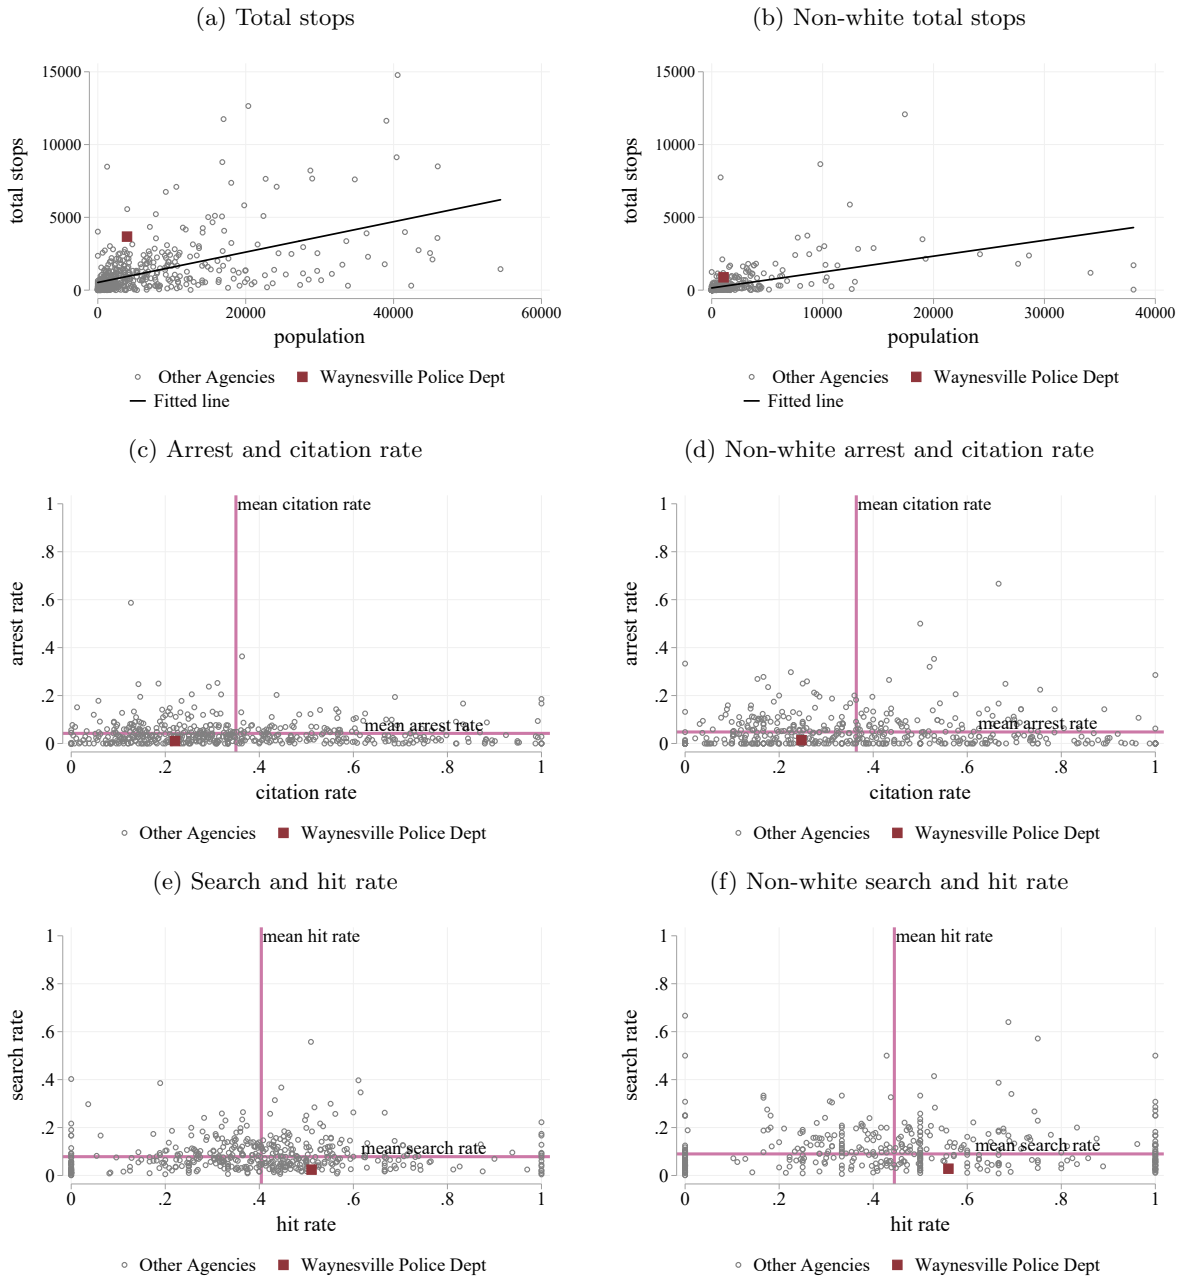 (a) Total stops
(b) Non-white total stops
15000
10000
5000
0
total stops
0 20000 40000 60000
population
Other Agencies Waynesville Police Dept
Fitted line
15000
10000
5000
0
total stops
0 10000 20000 30000 40000
population
Other Agencies Waynesville Police Dept
Fitted line
(c) Arrest and citation rate
(d) Non-white arrest and citation rate
mean citation rate
1
.8
.6
.4
.2
0
arrest rate
mean arrest rate
0 .2 .4 .6 .8 1
citation rate
Other Agencies Waynesville Police Dept
mean citation rate
1
.8
.6
.4
.2
0
arrest rate
mean arrest rate
0 .2 .4 .6 .8 1
citation rate
Other Agencies Waynesville Police Dept
(e) Search and hit rate
(f) Non-white search and hit rate
mean hit rate
1
.8
.6
.4
.2
0
search rate
mean search rate
0 .2 .4 .6 .8 1
hit rate
Other Agencies Waynesville Police Dept
mean hit rate
1
.8
.6
.4
.2
0
search rate
mean search rate
0 .2 .4 .6 .8 1
hit rate
Other Agencies Waynesville Police Dept